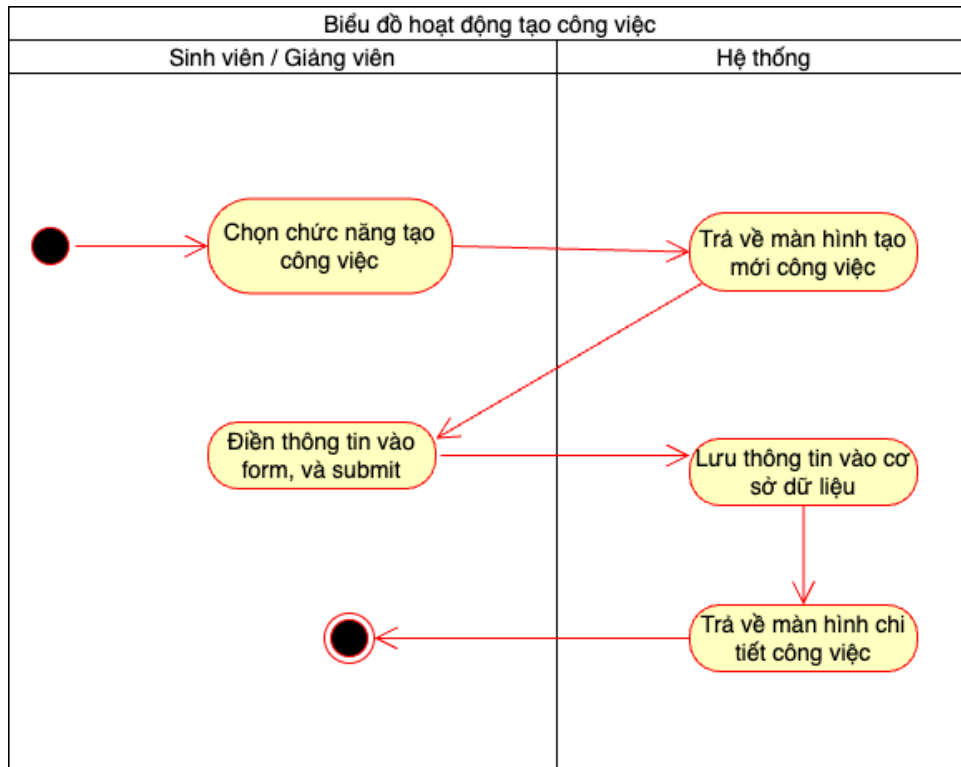 Biểu đồ hoạt động tạo công việc
Sinh viên / Giảng viên
Hệ thống
Chọn chức năng tạo
công việc
Trả về màn hình tạo
mới công việc
Điền thông tin vào
form, và submit
Lưu thông tin vào cơ
sở dữ liệu
Trả về màn hình chi
tiết công việc